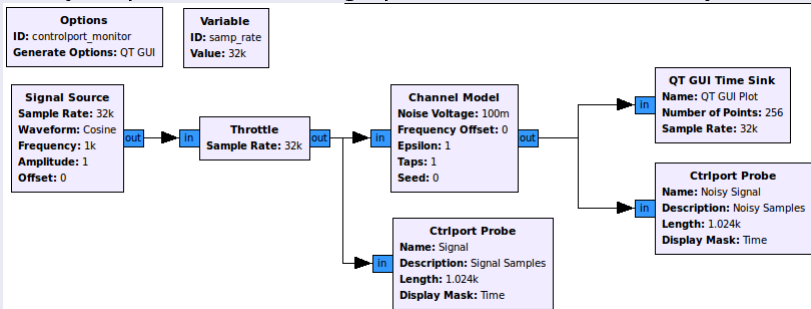 Options
ID: controlport_monitor
Generate Options: QT GUI
Variable
ID: samp_rate
Value: 32k
Signal Source
Sample Rate: 32k
Waveform: Cosine
Frequency: 1k
Amplitude: 1
Offset: 0
out
in
Throttle
Sample Rate: 32k
out
in
Channel Model
Noise Voltage: 100m
Frequency Offset: 0
Epsilon: 1
Taps: 1
Seed: 0
out
in
QT GUI Time Sink
Name: QT GUI Plot
Number of Points: 256
Sample Rate: 32k
in
Ctrlport Probe
Name: Noisy Signal
Description: Noisy Samples
Length: 1.024k
Display Mask: Time
in
Ctrlport Probe
Name: Signal
Description: Signal Samples
Length: 1.024k
Display Mask: Time